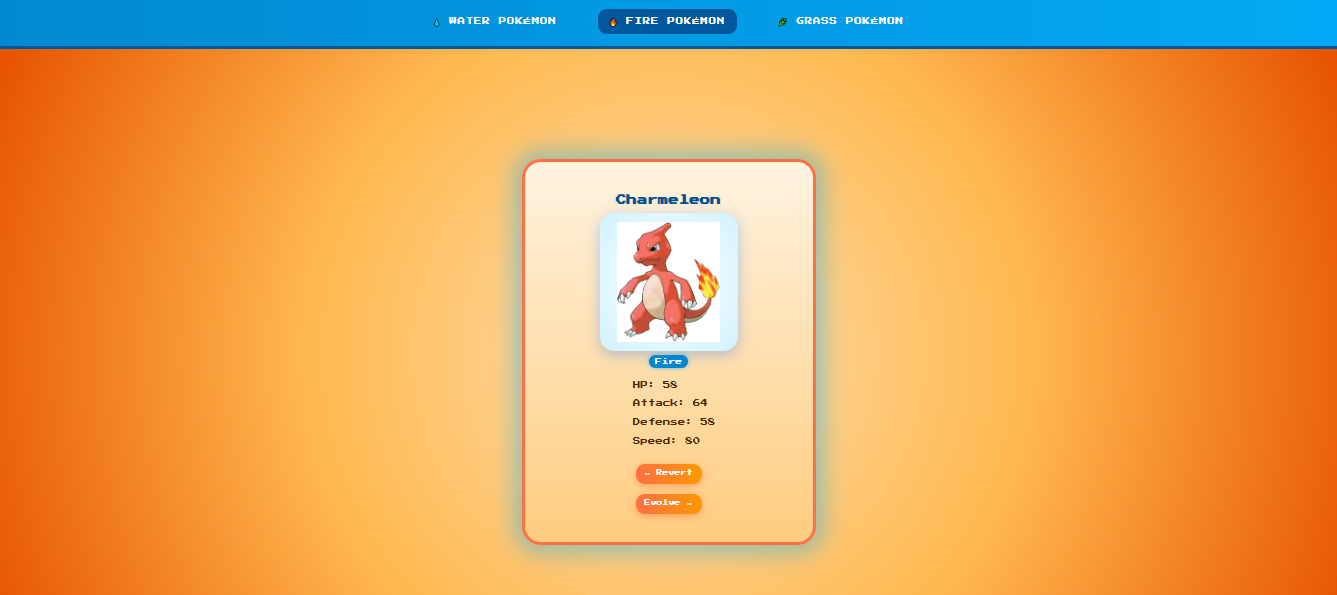 💧 WATER POKÉMON
🔥 FIRE POKÉMON
🌿 GRASS POKÉMON
Charmeleon
Fire
HP: 58
Attack: 64
Defense: 58
Speed: 80
← Revert
Evolve →